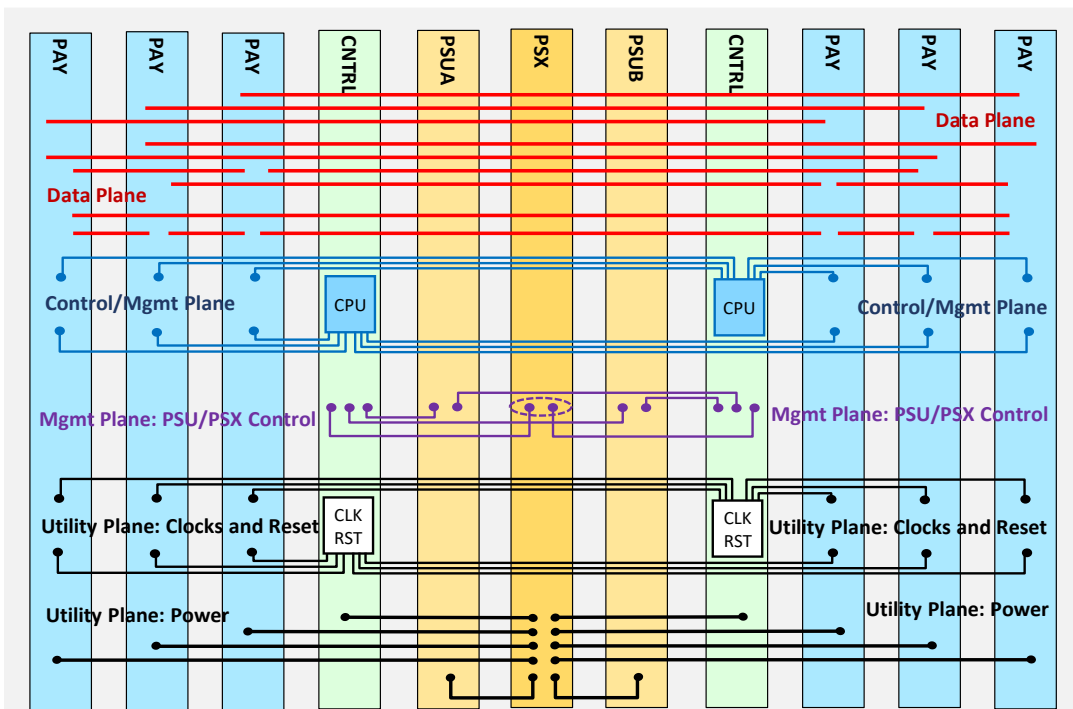 PAY
PAY
PAY
CNTRL
PSUA
PSX
PSUB
CNTRL
PAY
PAY
PAY
Data Plane
Data Plane
Control/Mgmt Plane
CPU
CPU
Control/Mgmt Plane
Mgmt Plane: PSU/PSX Control
Mgmt Plane: PSU/PSX Control
Utility Plane: Clocks and Reset
CLK
RST
CLK
RST
Utility Plane: Clocks and Reset
Utility Plane: Power
Utility Plane: Power